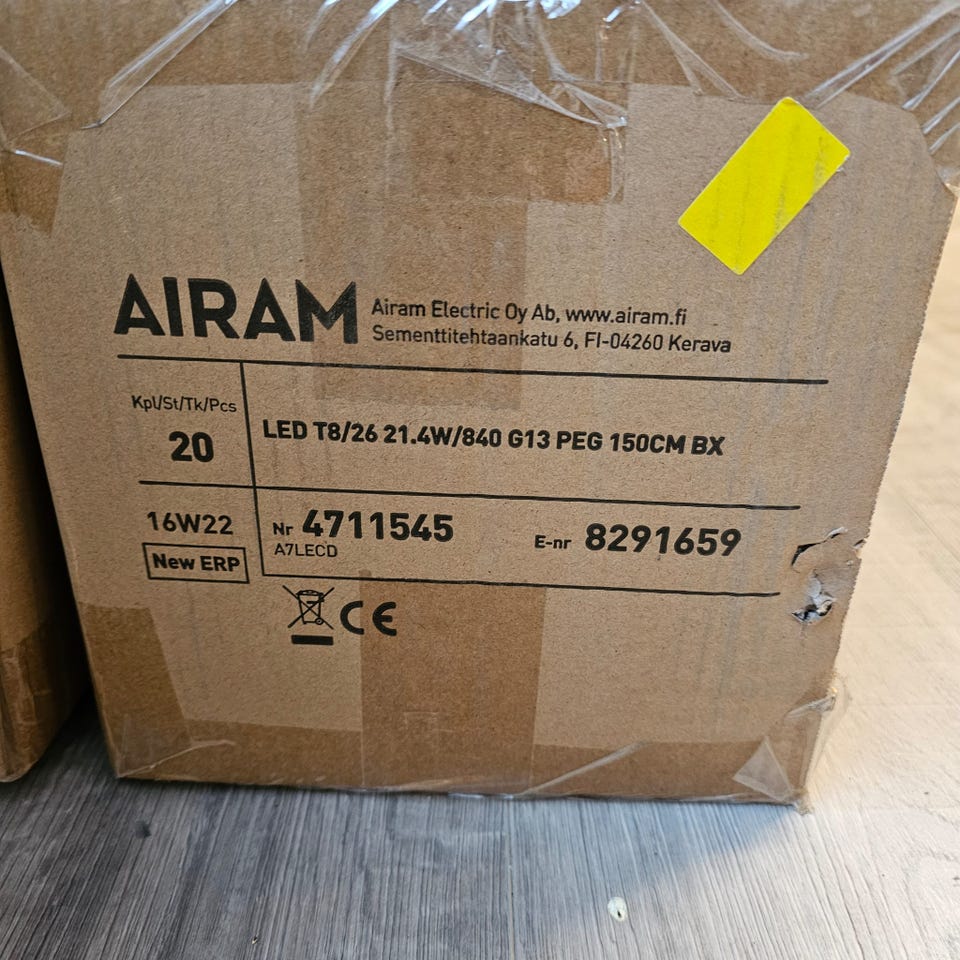 AIRAM
Airam Electric Oy Ab, www.airam.fi
Sementtitehtaankatu 6, FI-04260 Kerava
Kpl/St/Tk/Pcs
20
LED T8/26 21.4W/840 G13 PEG 150CM BX
16W22
New ERP
Nr 4711545
A7LECD
E-nr 8291659
CE